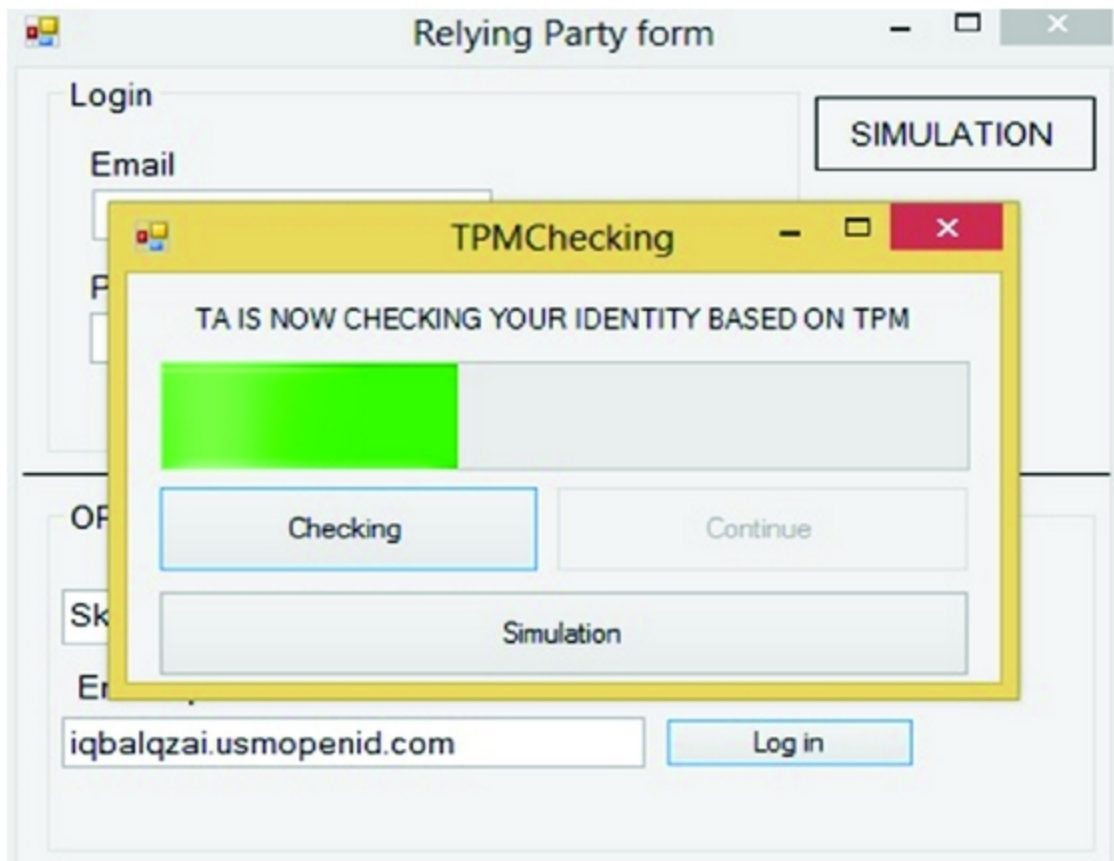 Relying Party form
Login
SIMULATION
Email
TPMChecking
TA IS NOW CHECKING YOUR IDENTITY BASED ON TPM
Checking
Continue
Simulation
iqbalqzai.usmopenid.com
Log in